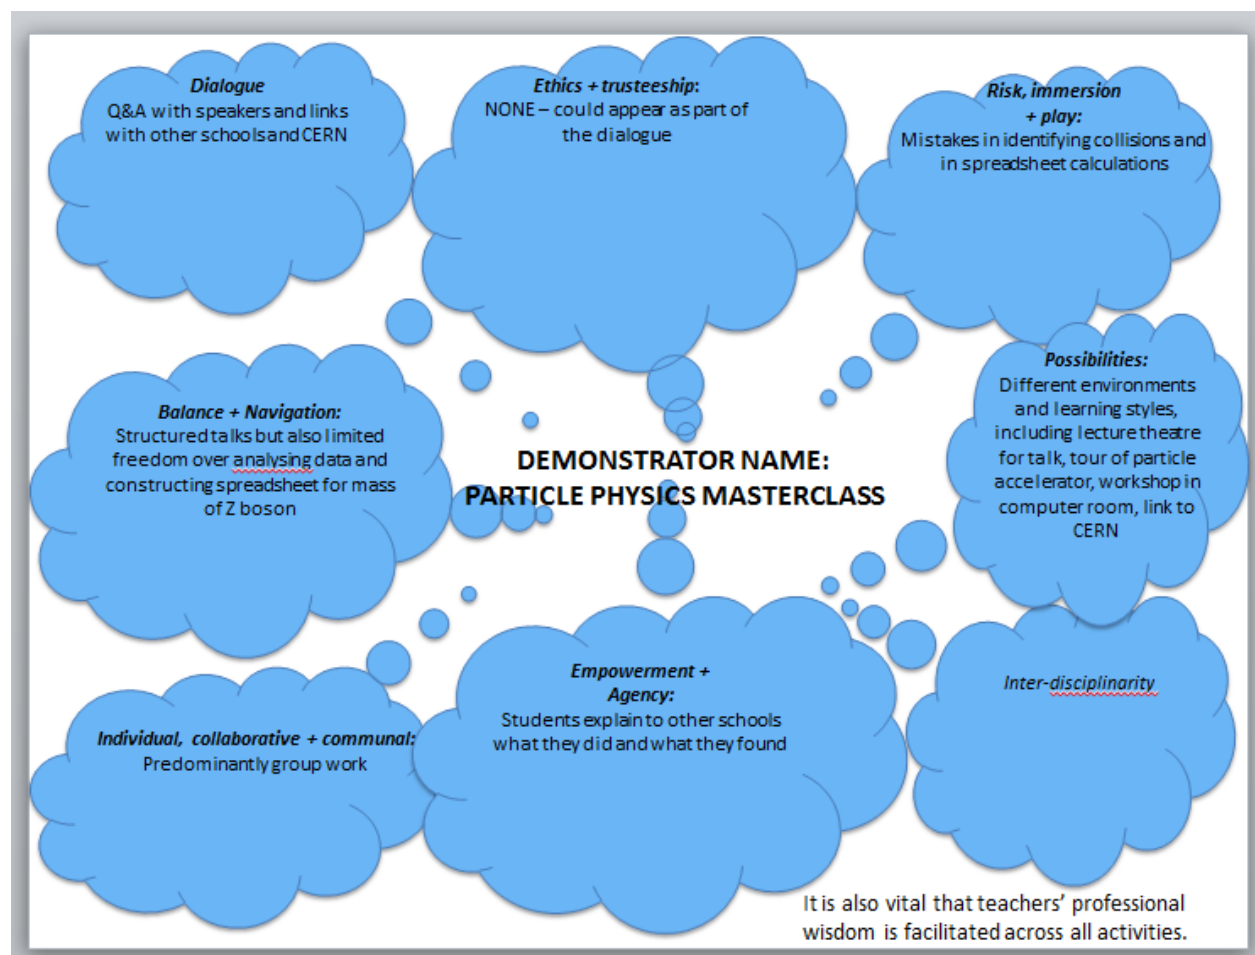 Dialogue
Q&A with speakers and links
with other schools and CERN
Ethics + trusteeship:
NONE – could appear as part of
the dialogue
Risk, immersion
+ play:
Mistakes in identifying collisions and
in spreadsheet calculations
Balance + Navigation:
Structured talks but also limited
freedom over analysing data and
constructing spreadsheet for mass
of Z boson
DEMONSTRATOR NAME:
PARTICLE PHYSICS MASTERCLASS
Possibilities:
Different environments
and learning styles,
including lecture theatre
for talk, tour of particle
accelerator, workshop in
computer room, link to
CERN
Individual, collaborative + communal:
Predominantly group work
Empowerment +
Agency:
Students explain to other schools
what they did and what they found
Inter-disciplinarity
It is also vital that teachers’ professional
wisdom is facilitated across all activities.